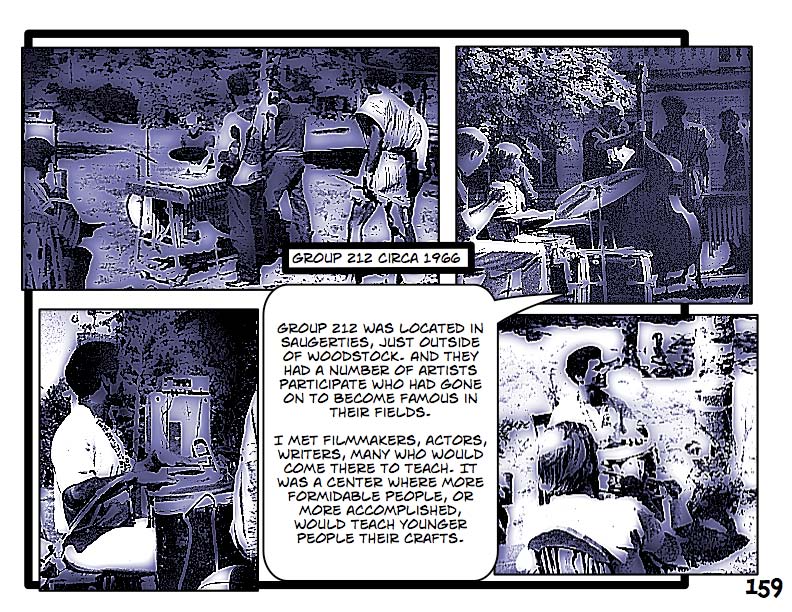 GROUP 212 CIRCA 1966
GROUP 212 WAS LOCATED IN
SAUGERTIES, JUST OUTSIDE
OF WOODSTOCK. AND THEY
HAD A NUMBER OF ARTISTS
PARTICIPATE WHO HAD GONE
ON TO BECOME FAMOUS IN
THEIR FIELDS.
I MET FILMMAKERS, ACTORS,
WRITERS, MANY WHO WOULD
COME THERE TO TEACH. IT
WAS A CENTER WHERE MORE
FORMIDABLE PEOPLE, OR
MORE ACCOMPLISHED,
WOULD TEACH YOUNGER
PEOPLE THEIR CRAFTS.
159